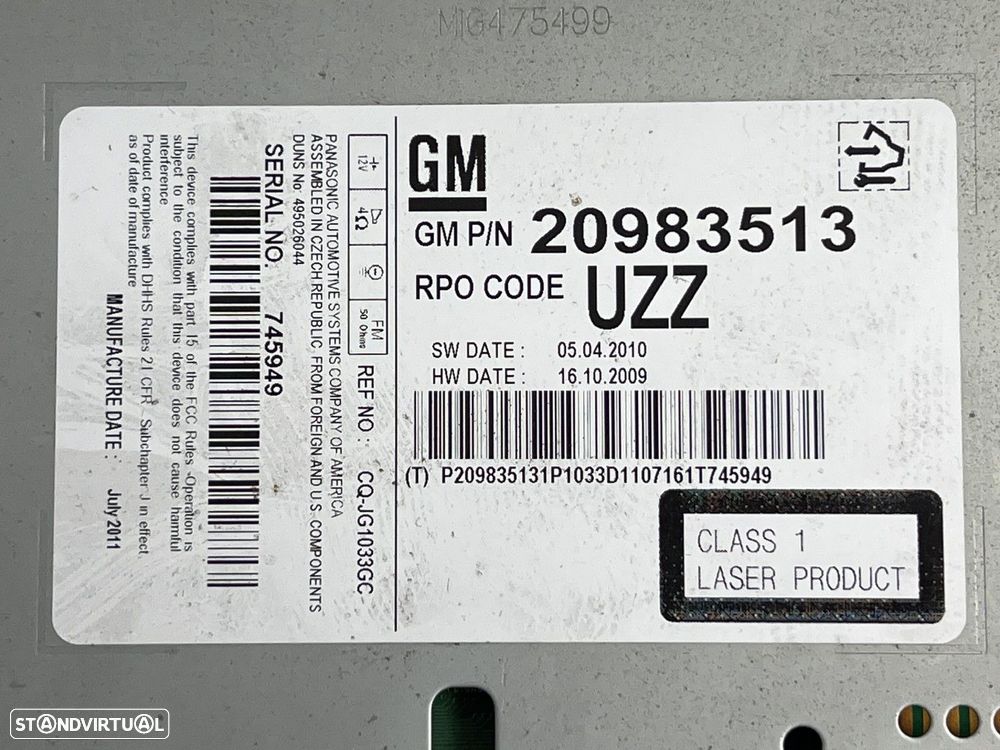 MIG475499
GM
GM P/N 20983513
RPO CODE UZZ
SW DATE : 05.04.2010
HW DATE : 16.10.2009
(T) P209835131P1033D1107161T745949
CLASS 1
LASER PRODUCT
12V
4Ω
FM
50 Ohms
REF NO : CQ-JG1033GC
PANASONIC AUTOMOTIVE SYSTEMS COMPANY OF AMERICA
ASSEMBLED IN CZECH REPUBLIC, FROM FOREIGN AND U.S. COMPONENTS
DUNS No: 495026044
SERIAL NO. 745949
This device complies with part 15 of the FCC Rules -Operation is
subject to the condition that this device does not cause harmful
interference
Product complies with DHHS Rules 21 CFR - Subchapter J in effect
as of date of manufacture
MANUFACTURE DATE : July 2011
STANDVIRTUAL